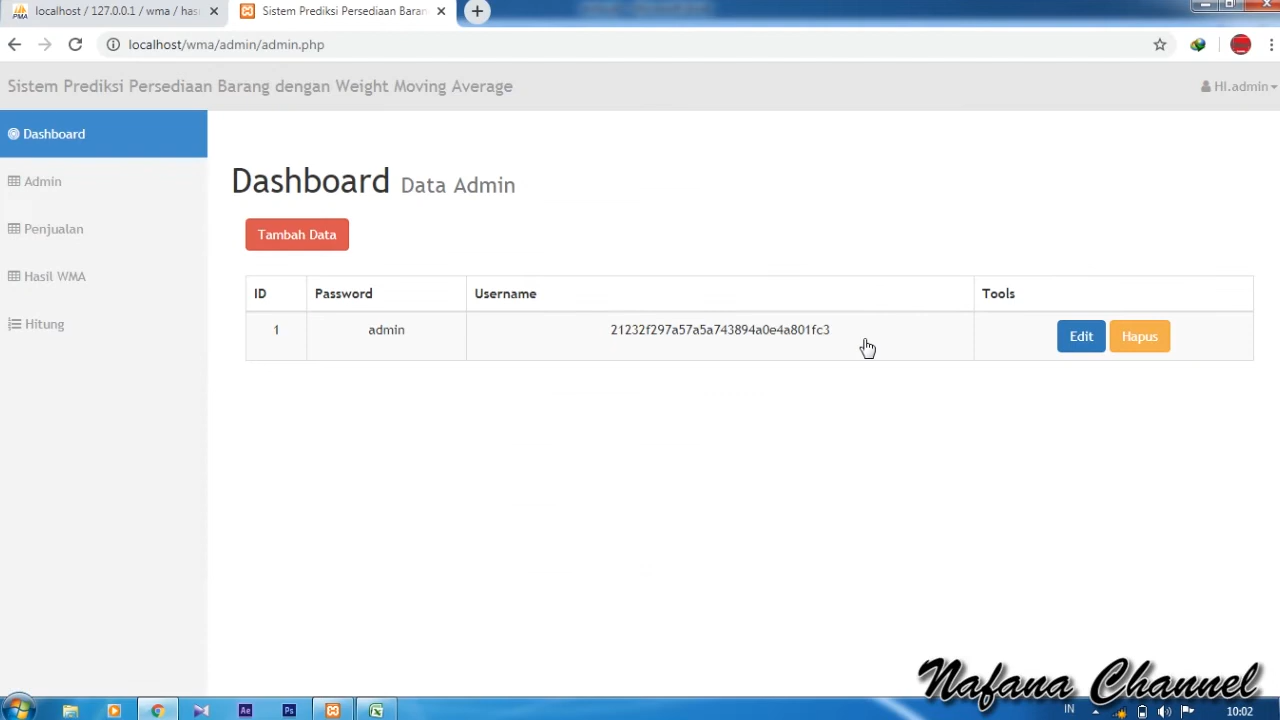 localhost / 127.0.0.1 / wma / hasi
Sistem Prediksi Persediaan Baran
localhost/wma/admin/admin.php
Sistem Prediksi Persediaan Barang dengan Weight Moving Average
HI.admin
Dashboard
Admin
Penjualan
Hasil WMA
Hitung
Dashboard Data Admin
Tambah Data
ID Password Username Tools
1 admin 21232f297a57a5a743894a0e4a801fc3 Edit Hapus
Nafana Channel
IN 10:02